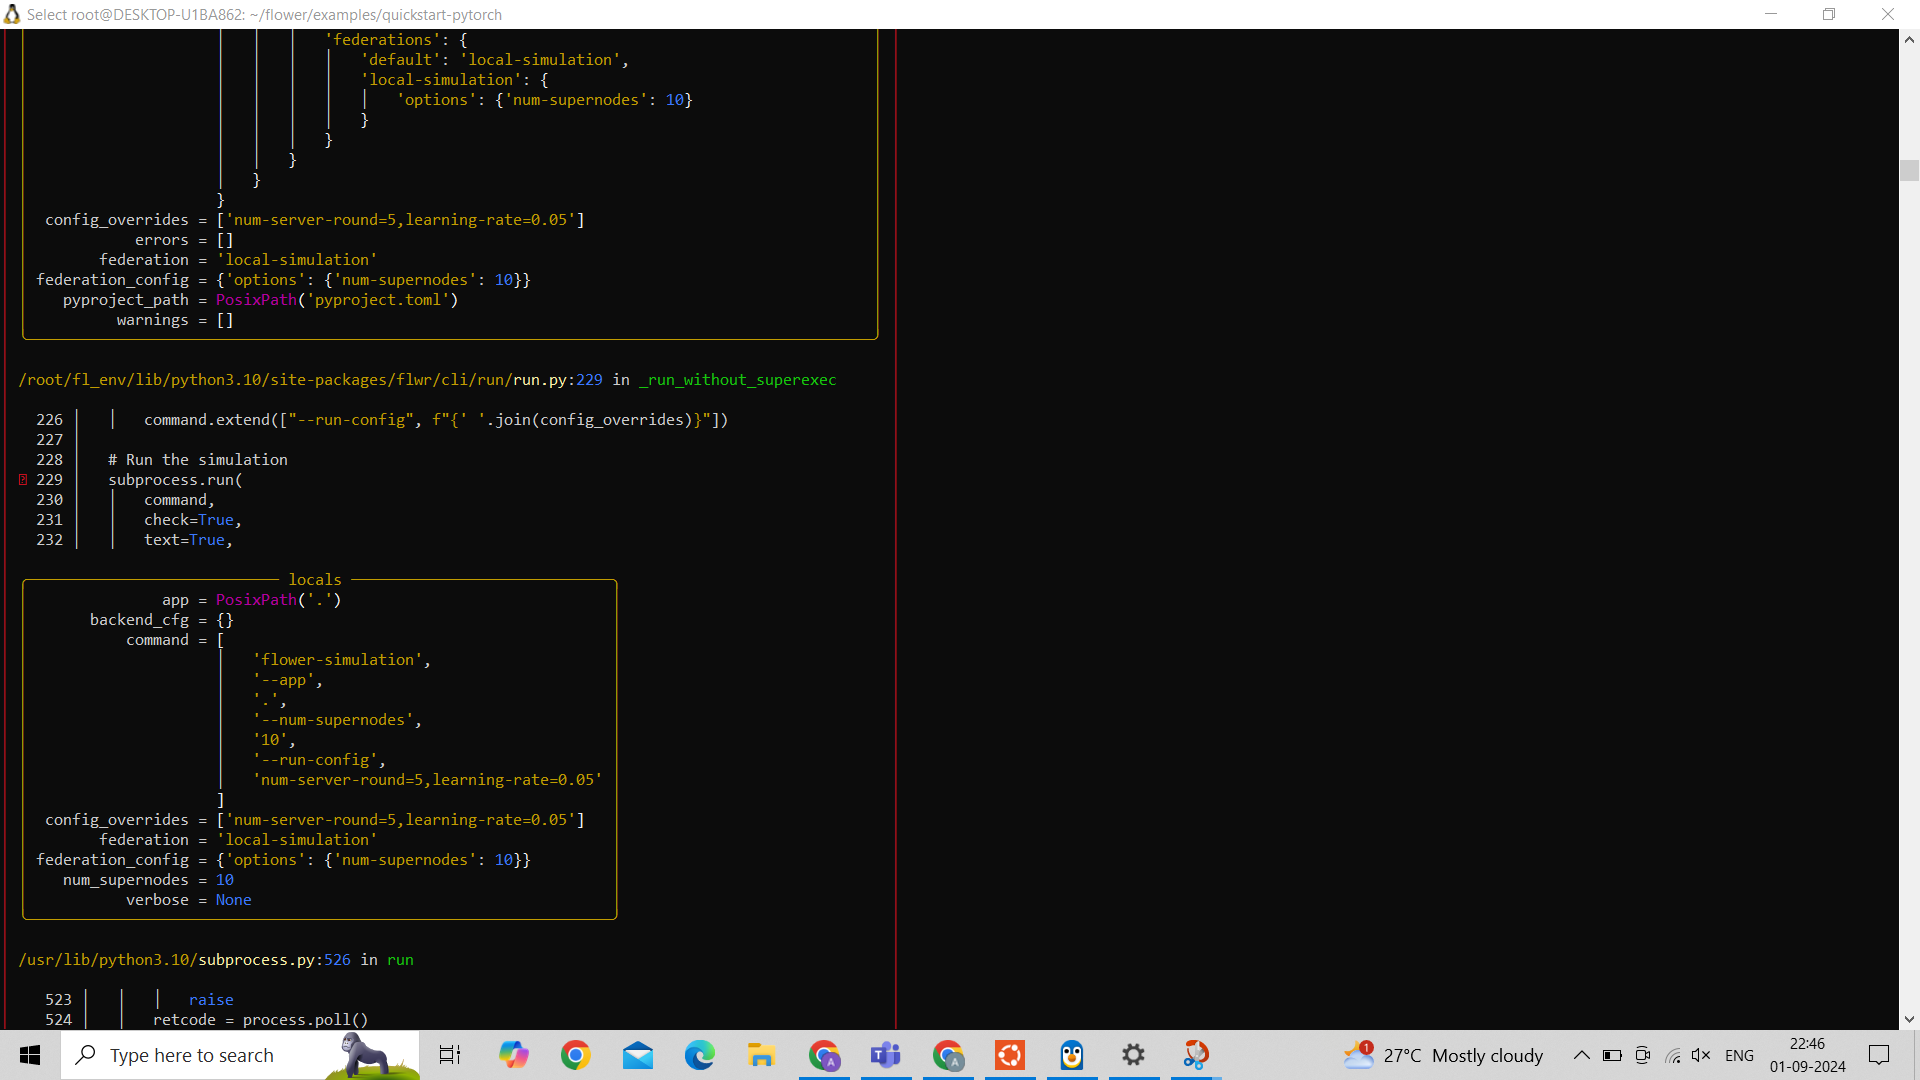 Select root@DESKTOP-U1BA862: ~/flower/examples/quickstart-pytorch
'federations': {
'default': 'local-simulation',
'local-simulation': {
'options': {'num-supernodes': 10}
}
}
}
}
}
config_overrides = ['num-server-round=5,learning-rate=0.05']
errors = []
federation = 'local-simulation'
federation_config = {'options': {'num-supernodes': 10}}
pyproject_path = PosixPath('pyproject.toml')
warnings = []
/root/fl_env/lib/python3.10/site-packages/flwr/cli/run/run.py:229 in _run_without_superexec
226 command.extend(["--run-config", f"{' '.join(config_overrides)}"])
227
228 # Run the simulation
229 subprocess.run(
230 command,
231 check=True,
232 text=True,
locals
app = PosixPath('.')
backend_cfg = {}
command = [
'flower-simulation',
'--app',
'.',
'--num-supernodes',
'10',
'--run-config',
'num-server-round=5,learning-rate=0.05'
]
config_overrides = ['num-server-round=5,learning-rate=0.05']
federation = 'local-simulation'
federation_config = {'options': {'num-supernodes': 10}}
num_supernodes = 10
verbose = None
/usr/lib/python3.10/subprocess.py:526 in run
523 raise
524 retcode = process.poll()
Type here to search
1
27°C Mostly cloudy
ENG
22:46
01-09-2024